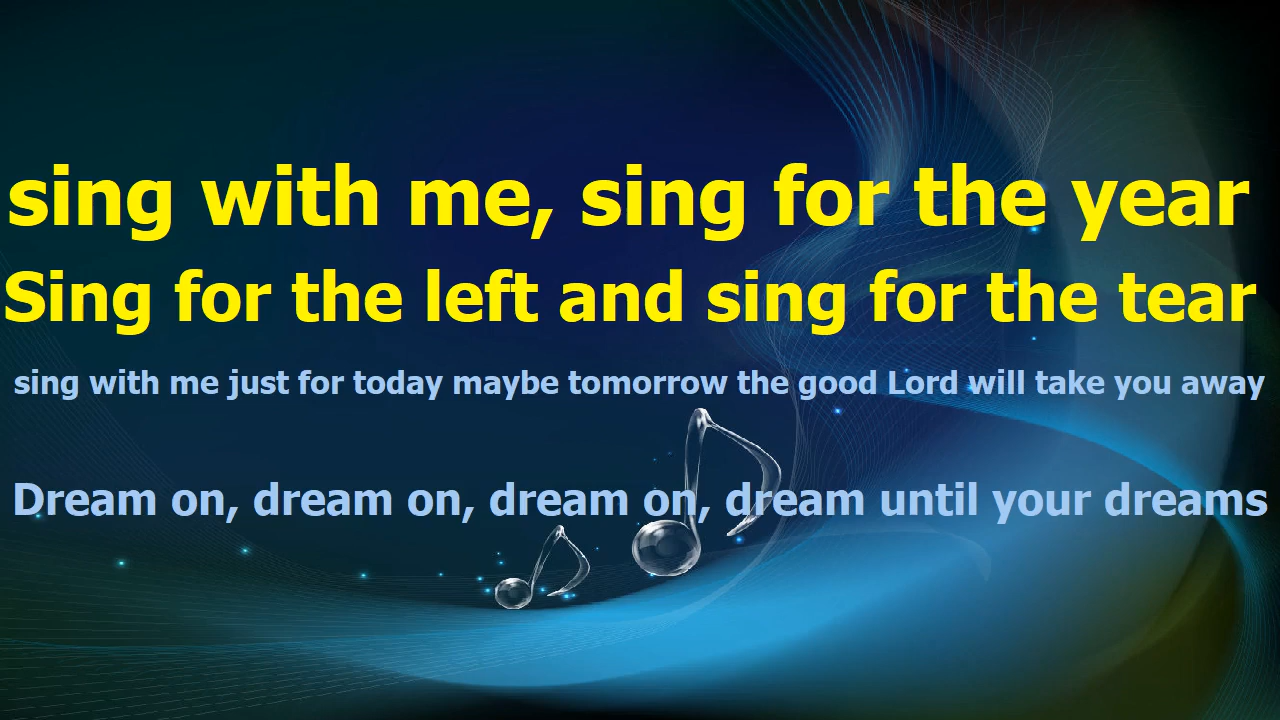 sing with me, sing for the year
Sing for the left and sing for the tear
sing with me just for today maybe tomorrow the good Lord will take you away
Dream on, dream on, dream on, dream until your dreams